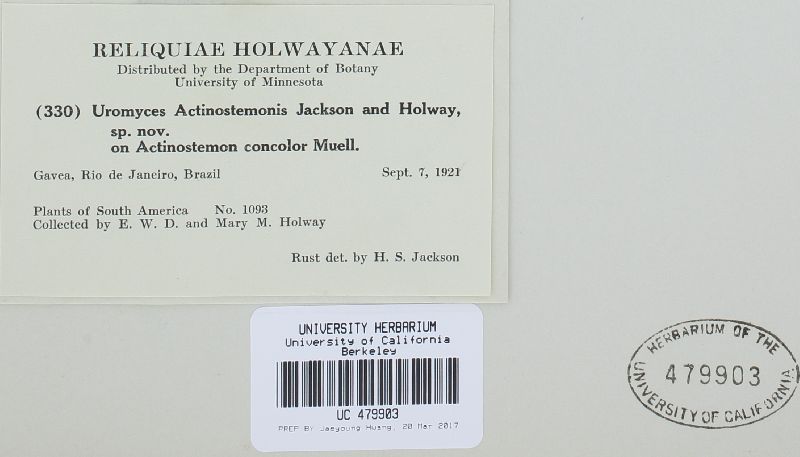 RELIQUIAE HOLWAYANAE
Distributed by the Department of Botany
University of Minnesota
(330) Uromyces Actinostemonis Jackson and Holway,
sp. nov.
on Actinostemon concolor Muell.
Gavea, Rio de Janeiro, Brazil Sept. 7, 1921
Plants of South America No. 1093
Collected by E. W. D. and Mary M. Holway
Rust det. by H. S. Jackson
UNIVERSITY HERBARIUM
University of California
Berkeley
UC 479903
PREP BY Jaeyoung Huang, 20 Mar 2017
HERBARIUM OF THE
479903
UNIVERSITY OF CALIFORNIA